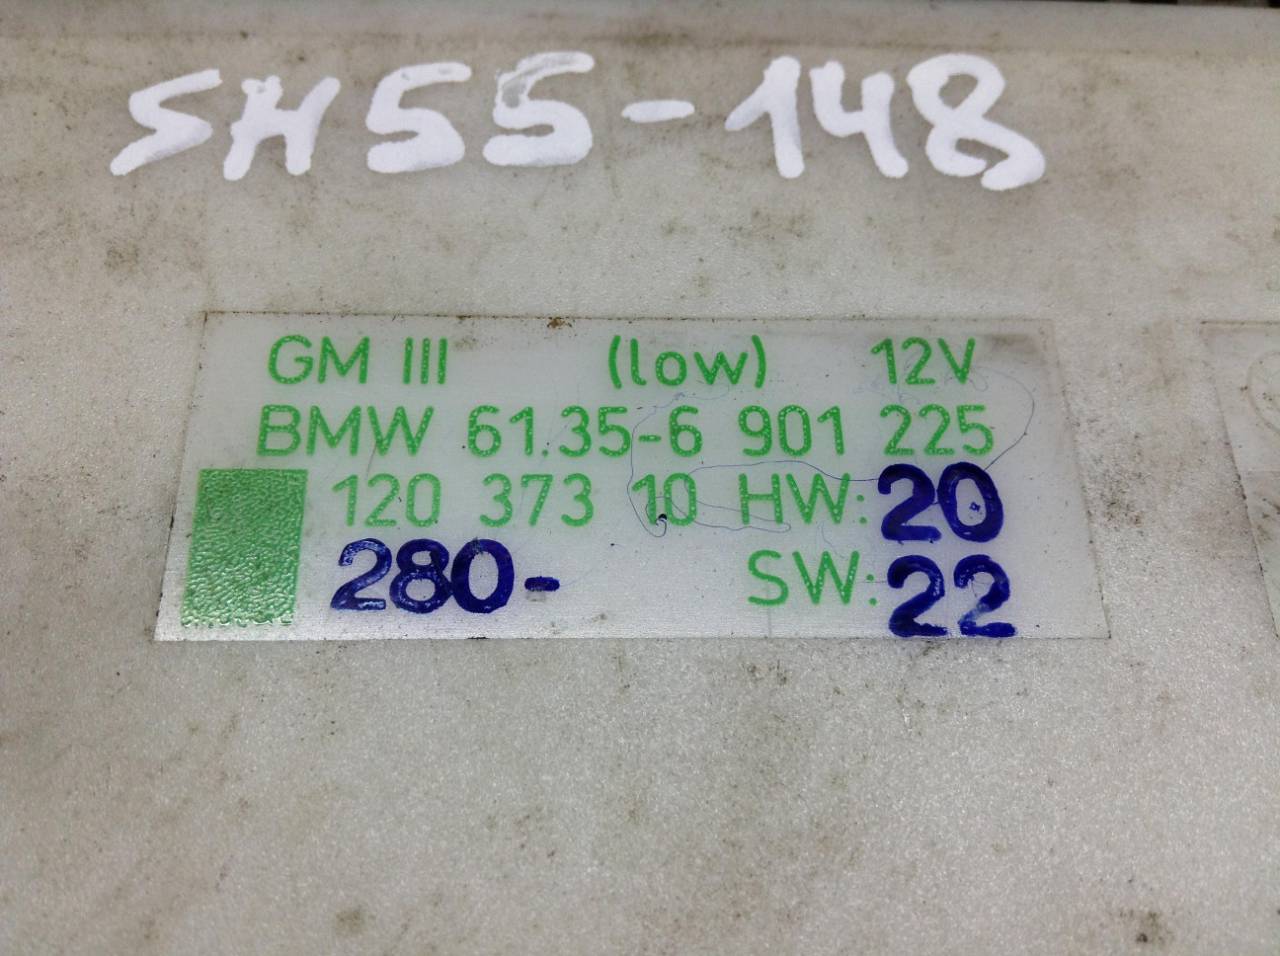 SH55-148
GM III (low) 12V
BMW 61.35-6 901 225
120 373 10 HW: 20
280- SW: 22